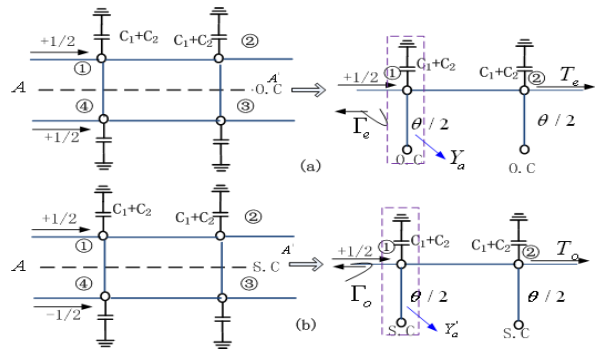 C₁+C₂ C₁+C₂ ② C₁+C₂ C₁+C₂
+1/2 ① +1/2 ① ② Tₑ
A A' O.C
④ ③ Γₑ θ/2 θ/2
+1/2 Yₐ
O.C O.C
(a)
C₁+C₂ C₁+C₂ ② C₁+C₂ C₁+C₂
+1/2 ① +1/2 ① ② Tₒ
A A' S.C
④ ③ Γₒ θ/2 θ/2
-1/2 Yₐ'
S.C S.C
(b)